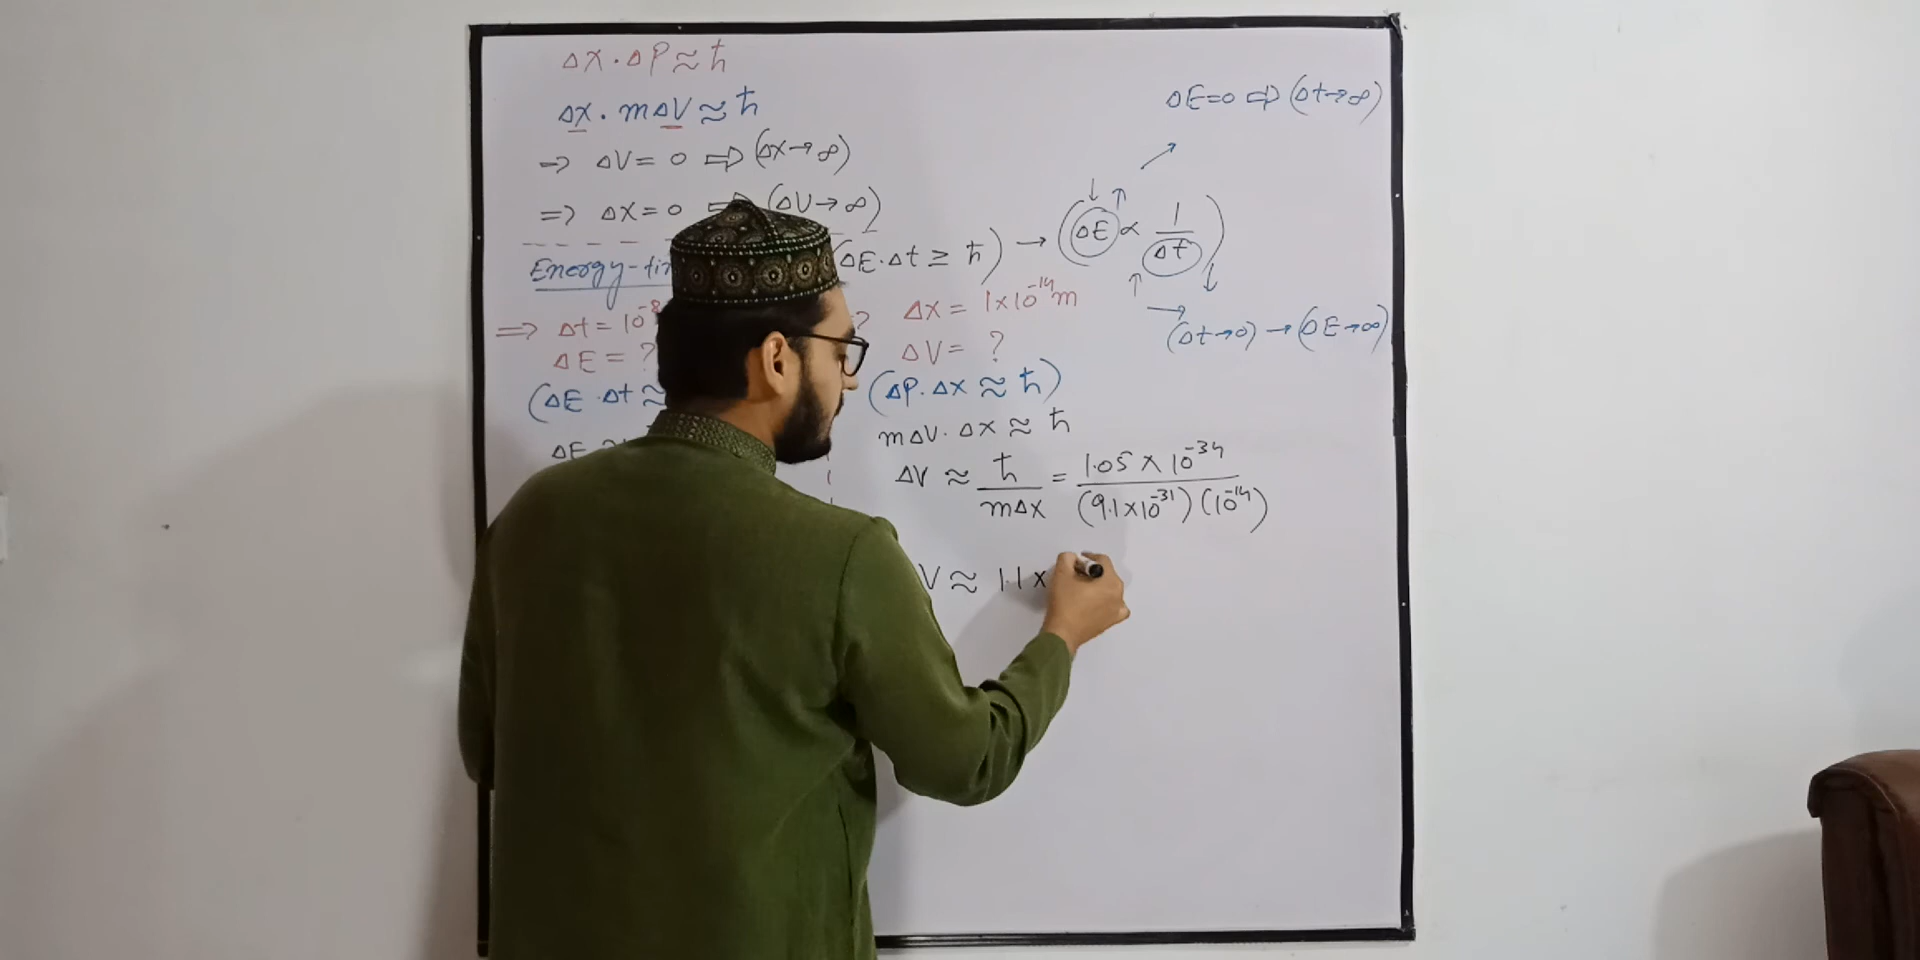 Δx · ΔP ≈ ħ
Δx · mΔV ≈ ħ
⇒ ΔV = 0 ⇒ (Δx → ∞)
⇒ Δx = 0 ⇒ (ΔV → ∞)
Energy-
(ΔE · Δt ≥ ħ) → (ΔE ∝ 1/Δt)
ΔE = 0 ⇒ (Δt → ∞)
(Δt → 0) → (ΔE → ∞)
⇒ Δt = 10⁻⁸
ΔE = ?
(ΔE · Δt ≈
ΔE
Δx = 1 × 10⁻¹⁴ m
ΔV = ?
(ΔP · Δx ≈ ħ)
mΔV · Δx ≈ ħ
ΔV ≈ ħ/mΔx = 1.05 × 10⁻³⁴/(9.1 × 10⁻³¹)(10⁻¹⁴)
V ≈ 1.1 ×